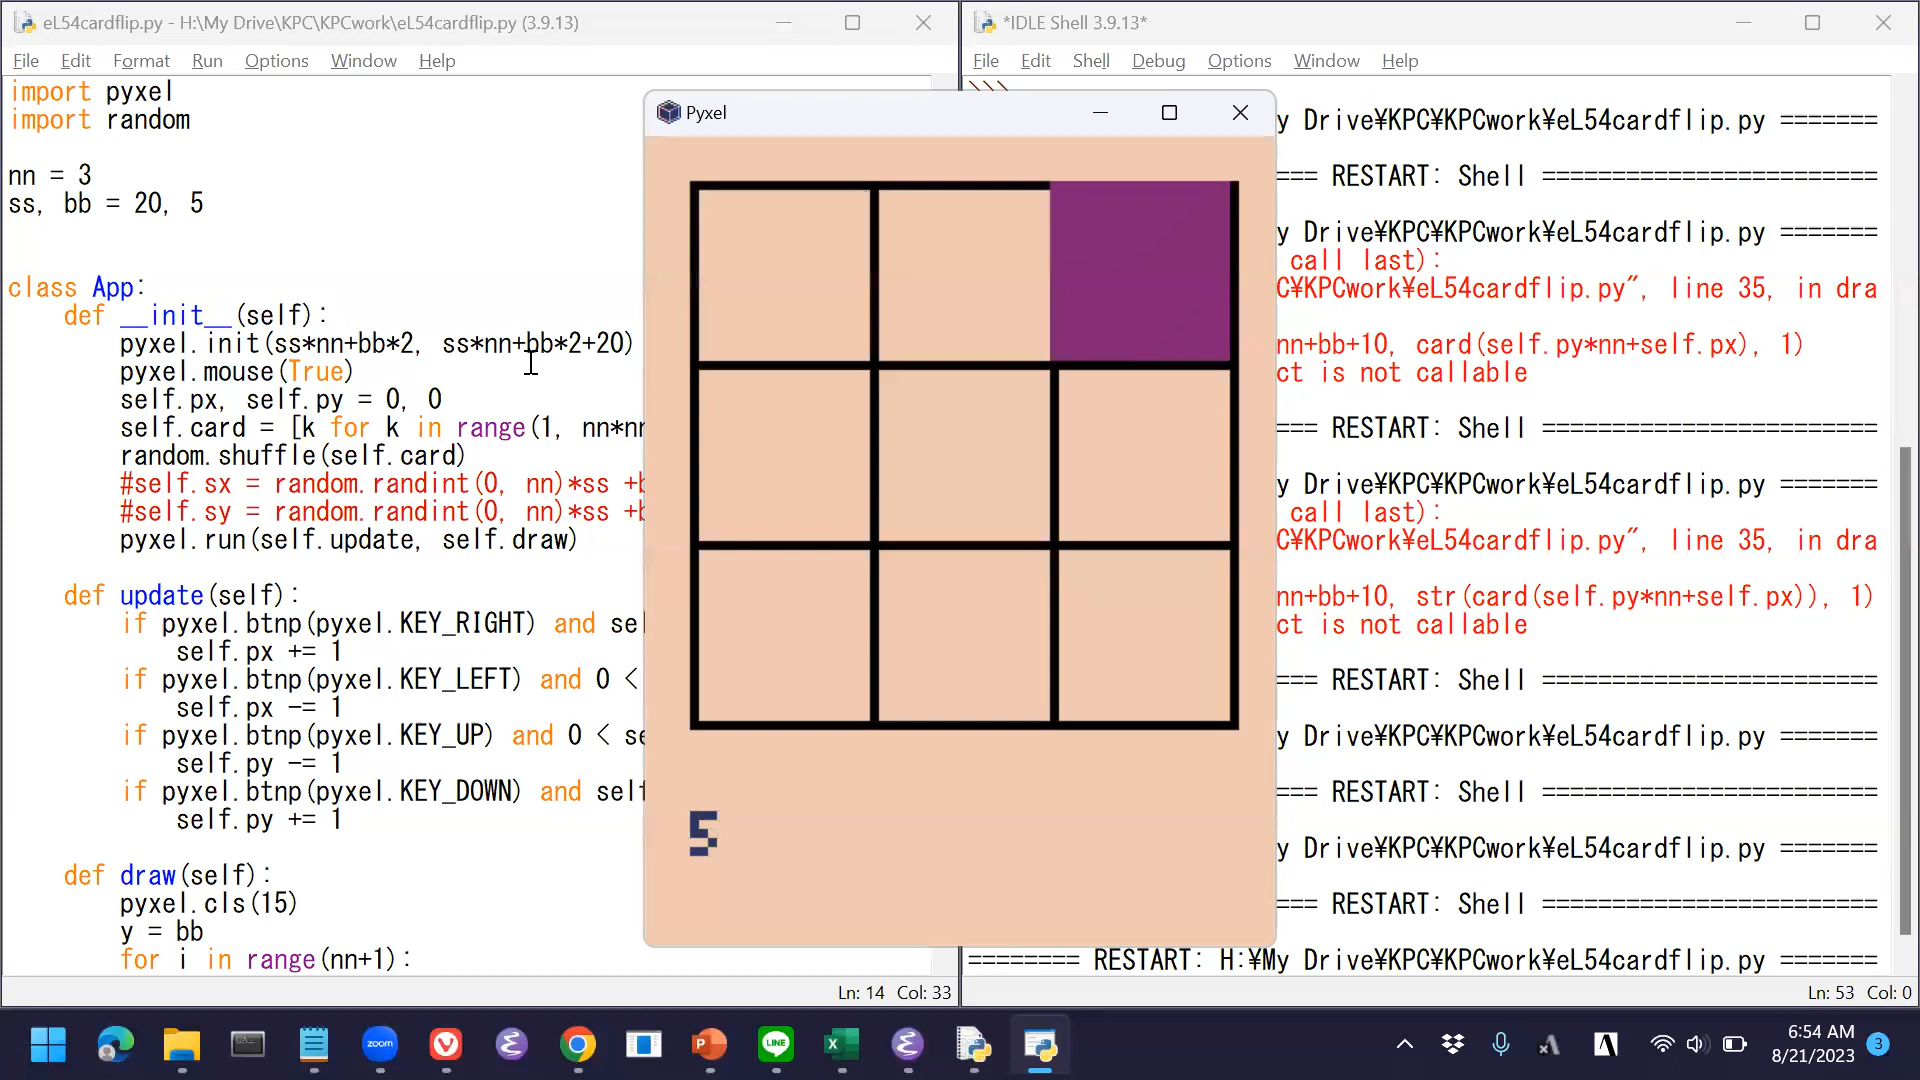 eL54cardflip.py - H:\My Drive\KPC\KPCwork\eL54cardflip.py (3.9.13)
File Edit Format Run Options Window Help
import pyxel
import random
nn = 3
ss, bb = 20, 5
class App:
def __init__(self):
pyxel.init(ss*nn+bb*2, ss*nn+bb*2+20)
pyxel.mouse(True)
self.px, self.py = 0, 0
self.card = [k for k in range(1, nn*nn
random.shuffle(self.card)
#self.sx = random.randint(0, nn)*ss +b
#self.sy = random.randint(0, nn)*ss +b
pyxel.run(self.update, self.draw)
def update(self):
if pyxel.btnp(pyxel.KEY_RIGHT) and sel
self.px += 1
if pyxel.btnp(pyxel.KEY_LEFT) and 0 <
self.px -= 1
if pyxel.btnp(pyxel.KEY_UP) and 0 < se
self.py -= 1
if pyxel.btnp(pyxel.KEY_DOWN) and self
self.py += 1
def draw(self):
pyxel.cls(15)
y = bb
for i in range(nn+1):
Ln: 14 Col: 33
Pyxel
5
*IDLE Shell 3.9.13*
File Edit Shell Debug Options Window Help
y Drive¥KPC¥KPCwork¥eL54cardflip.py =======
=== RESTART: Shell ========================
y Drive¥KPC¥KPCwork¥eL54cardflip.py =======
call last):
C¥KPCwork¥eL54cardflip.py", line 35, in dra
nn+bb+10, card(self.py*nn+self.px), 1)
ct is not callable
=== RESTART: Shell ========================
y Drive¥KPC¥KPCwork¥eL54cardflip.py =======
call last):
C¥KPCwork¥eL54cardflip.py", line 35, in dra
nn+bb+10, str(card(self.py*nn+self.px)), 1)
ct is not callable
=== RESTART: Shell ========================
y Drive¥KPC¥KPCwork¥eL54cardflip.py =======
=== RESTART: Shell ========================
y Drive¥KPC¥KPCwork¥eL54cardflip.py =======
=== RESTART: Shell ========================
======== RESTART: H:¥My Drive¥KPC¥KPCwork¥eL54cardflip.py =======
Ln: 53 Col: 0
zoom
LINE
6:54 AM
8/21/2023
3